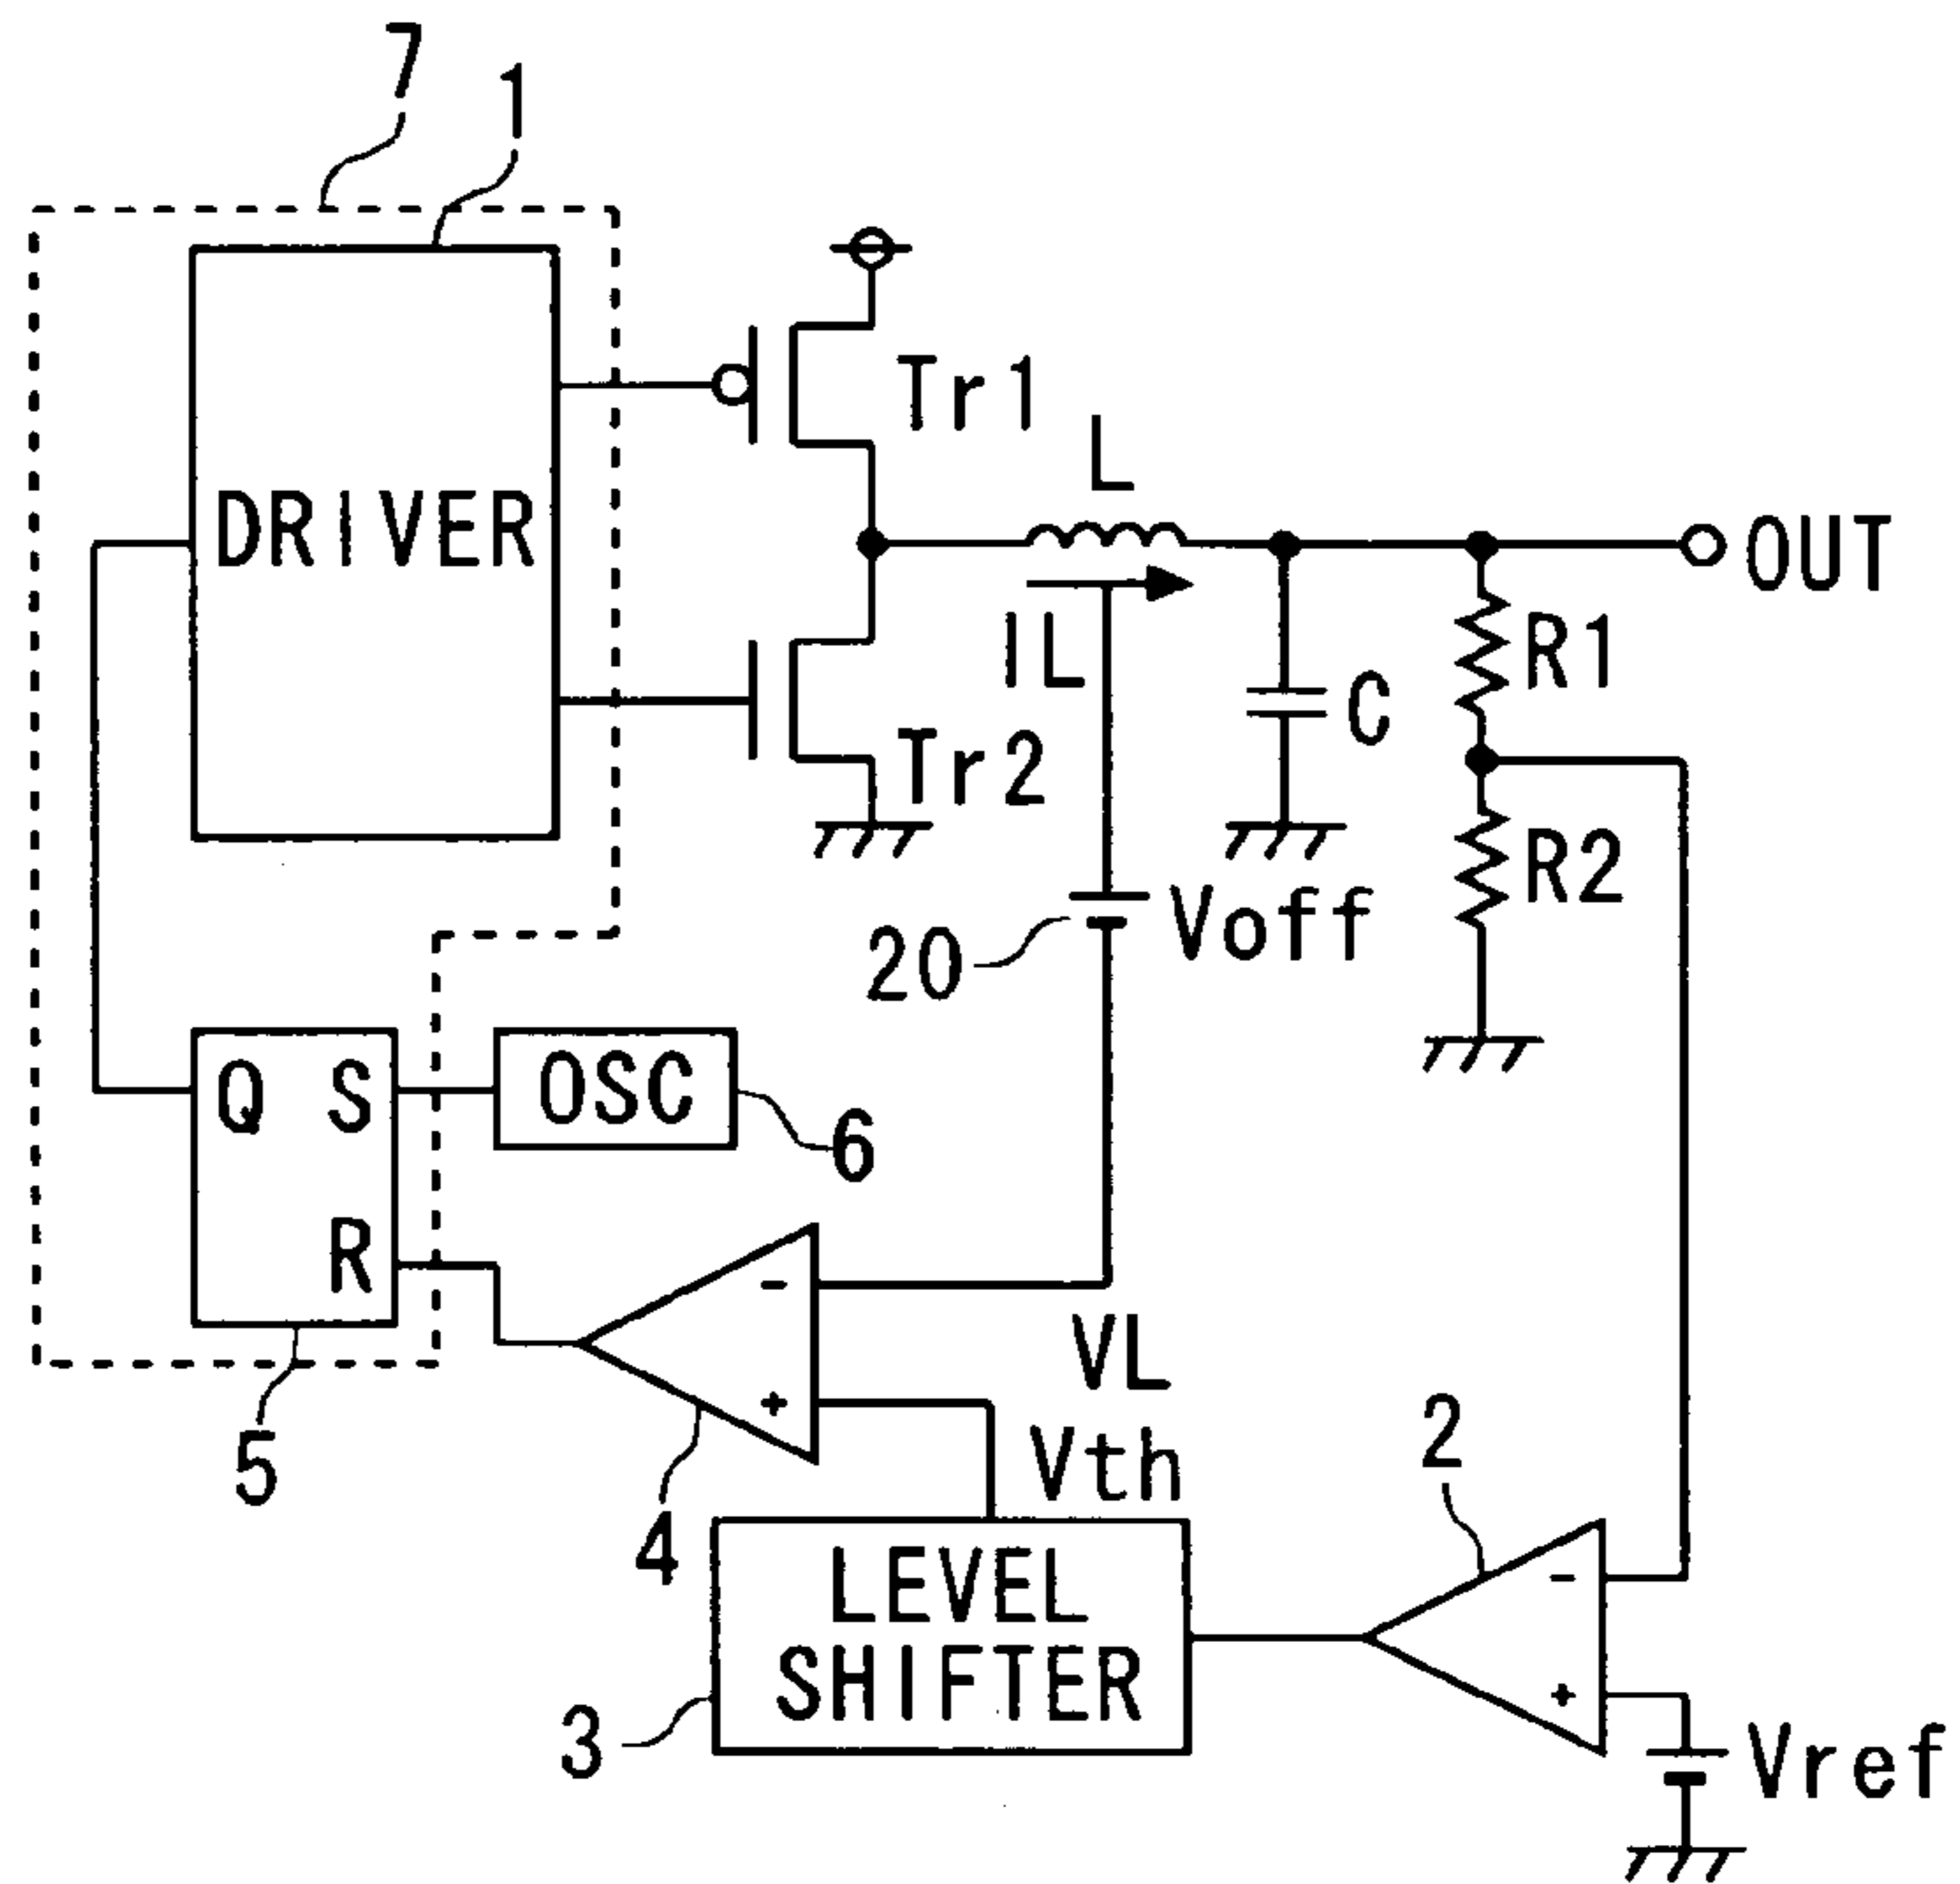 7
1
Tr1
L
DRIVER
OUT
IL
R1
C
Tr2
R2
20
Voff
Q
S
OSC
6
R
-
VL
+
Vth
5
4
2
LEVEL
SHIFTER
-
+
3
Vref